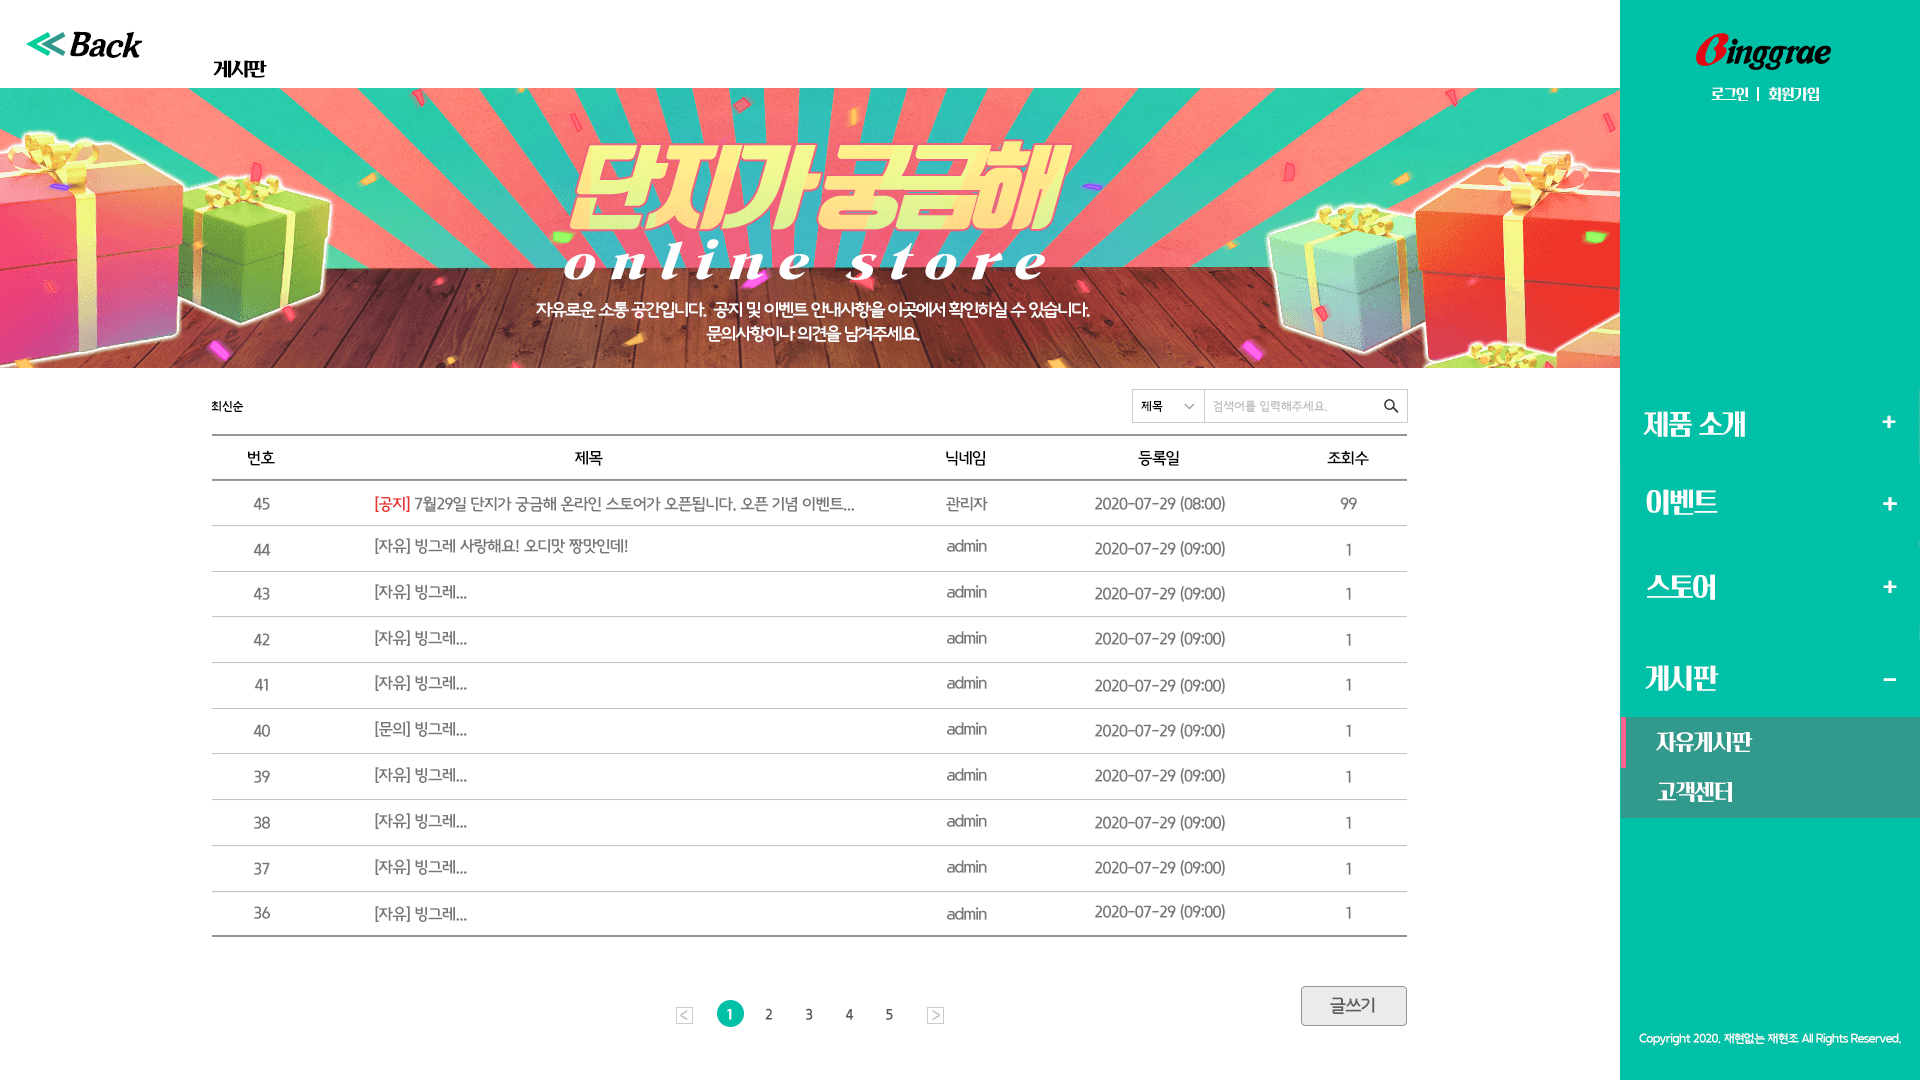 Back
게시판
단지가 궁금해
online store
자유로운 소통 공간입니다. 공지 및 이벤트 안내사항을 이곳에서 확인하실 수 있습니다.
문의사항이나 의견을 남겨주세요.
최신순
제목
검색어를 입력해주세요.
번호 제목 닉네임 등록일 조회수
45 [공지] 7월29일 단지가 궁금해 온라인 스토어가 오픈됩니다. 오픈 기념 이벤트... 관리자 2020-07-29 (08:00) 99
44 [자유] 빙그레 사랑해요! 오디맛 짱맛인데! admin 2020-07-29 (09:00) 1
43 [자유] 빙그레... admin 2020-07-29 (09:00) 1
42 [자유] 빙그레... admin 2020-07-29 (09:00) 1
41 [자유] 빙그레... admin 2020-07-29 (09:00) 1
40 [문의] 빙그레... admin 2020-07-29 (09:00) 1
39 [자유] 빙그레... admin 2020-07-29 (09:00) 1
38 [자유] 빙그레... admin 2020-07-29 (09:00) 1
37 [자유] 빙그레... admin 2020-07-29 (09:00) 1
36 [자유] 빙그레... admin 2020-07-29 (09:00) 1
< 1 2 3 4 5 >
글쓰기
Binggrae
로그인 | 회원가입
제품 소개 +
이벤트 +
스토어 +
게시판 -
자유게시판
고객센터
Copyright 2020. 재현없는 재현조 All Rights Reserved.